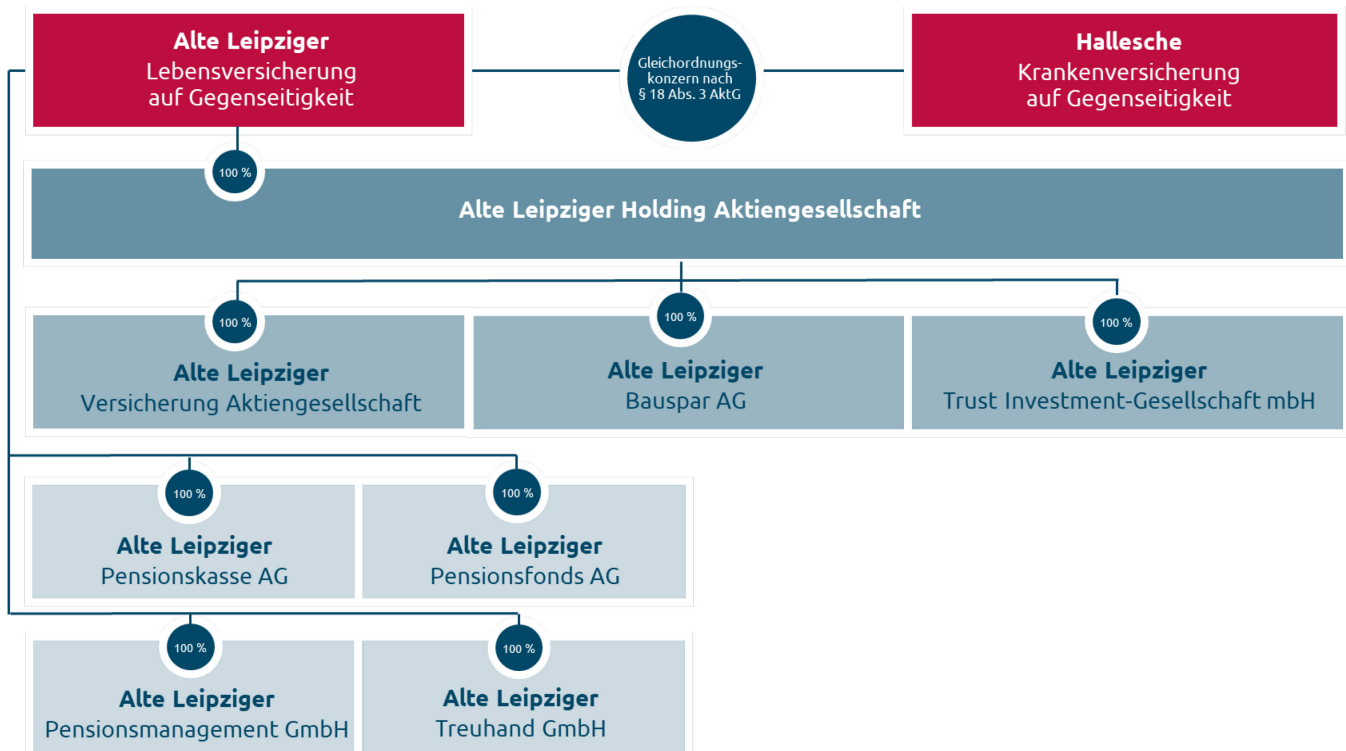 Alte Leipziger
Lebensversicherung
auf Gegenseitigkeit
Gleichordnungs-
konzern nach
§ 18 Abs. 3 AktG
Hallesche
Krankenversicherung
auf Gegenseitigkeit
100 %
Alte Leipziger Holding Aktiengesellschaft
100 %
Alte Leipziger
Versicherung Aktiengesellschaft
100 %
Alte Leipziger
Bauspar AG
100 %
Alte Leipziger
Trust Investment-Gesellschaft mbH
100 %
Alte Leipziger
Pensionskasse AG
100 %
Alte Leipziger
Pensionsfonds AG
100 %
Alte Leipziger
Pensionsmanagement GmbH
100 %
Alte Leipziger
Treuhand GmbH